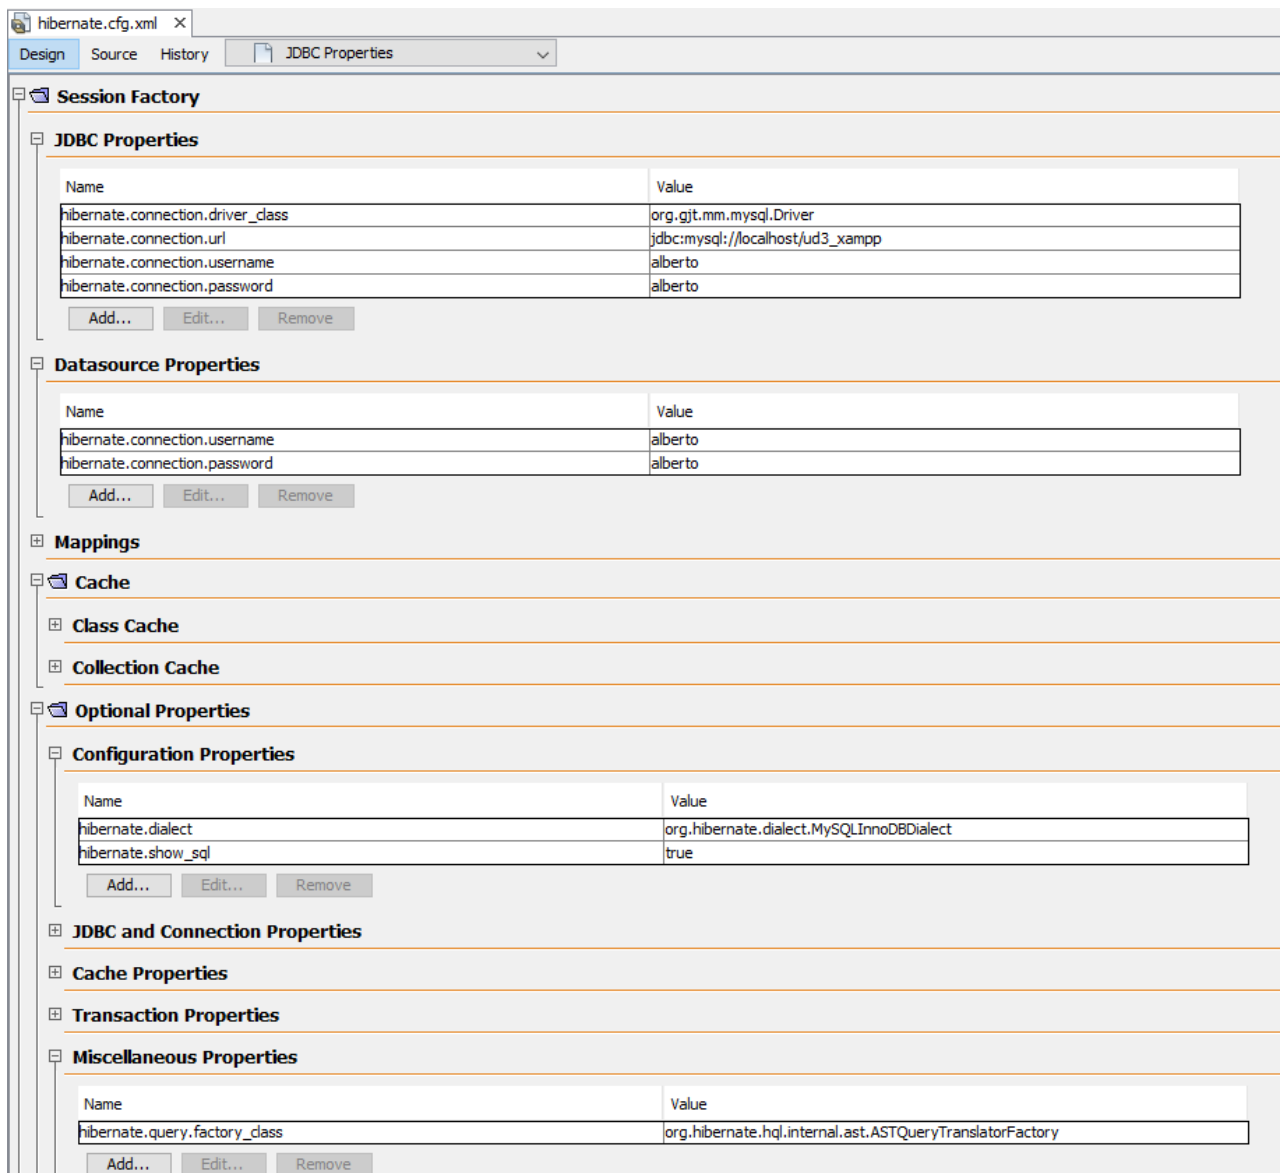 hibernate.cfg.xml ×
Design Source History JDBC Properties
Session Factory
JDBC Properties
Name Value
hibernate.connection.driver_class org.gjt.mm.mysql.Driver
hibernate.connection.url jdbc:mysql://localhost/ud3_xampp
hibernate.connection.username alberto
hibernate.connection.password alberto
Add... Edit... Remove
Datasource Properties
Name Value
hibernate.connection.username alberto
hibernate.connection.password alberto
Add... Edit... Remove
Mappings
Cache
Class Cache
Collection Cache
Optional Properties
Configuration Properties
Name Value
hibernate.dialect org.hibernate.dialect.MySQLInnoDBDialect
hibernate.show_sql true
Add... Edit... Remove
JDBC and Connection Properties
Cache Properties
Transaction Properties
Miscellaneous Properties
Name Value
hibernate.query.factory_class org.hibernate.hql.internal.ast.ASTQueryTranslatorFactory
Add... Edit... Remove